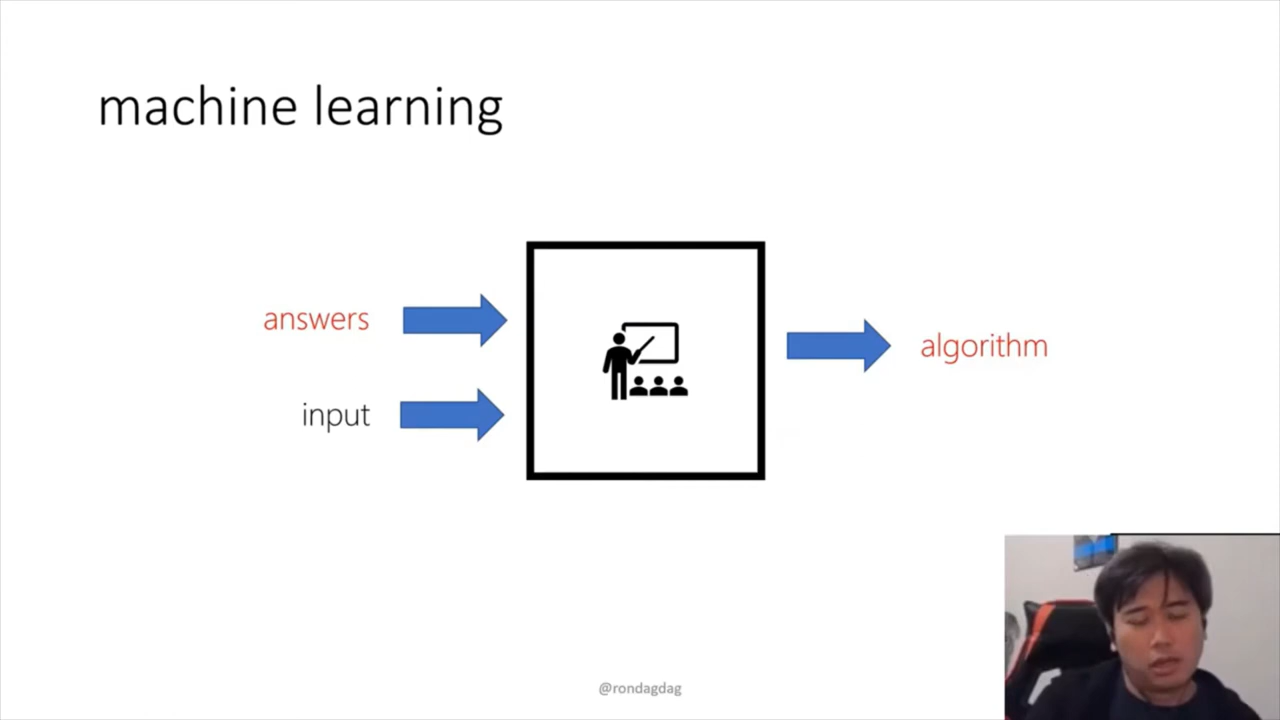 machine learning
answers
algorithm
input
@rondagdag